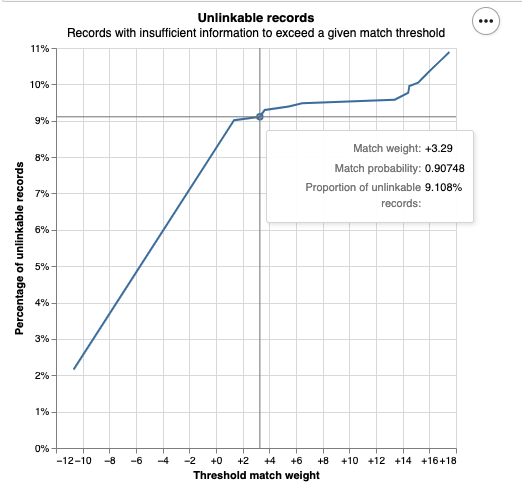 Unlinkable records
Records with insufficient information to exceed a given match threshold
11%
10%
9%
8%
7%
6%
5%
4%
3%
2%
1%
0%
Percentage of unlinkable records
Match weight: +3.29
Match probability: 0.90748
Proportion of unlinkable 9.108%
records:
−12 −10 −8 −6 −4 −2 +0 +2 +4 +6 +8 +10 +12 +14 +16 +18
Threshold match weight